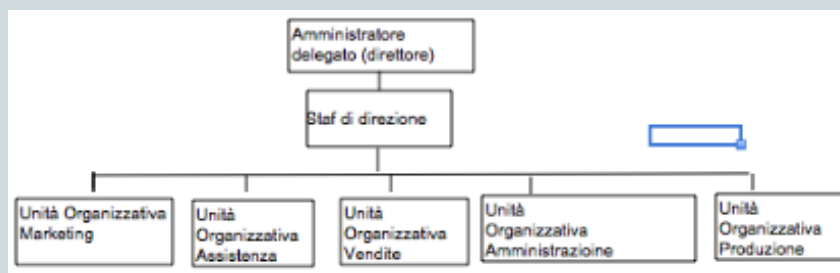 Amministratore
delegato (direttore)
Staf di direzione
Unità Organizzativa
Marketing
Unità
Organizzativa
Assistenza
Unità
Organizzativa
Vendite
Unità
Organizzativa
Amministrazioine
Unità
Organizzativa
Produzione